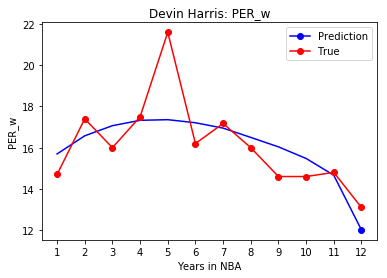 Devin Harris: PER_w
Prediction
True
22
20
18
16
14
12
PER_w
1 2 3 4 5 6 7 8 9 10 11 12
Years in NBA